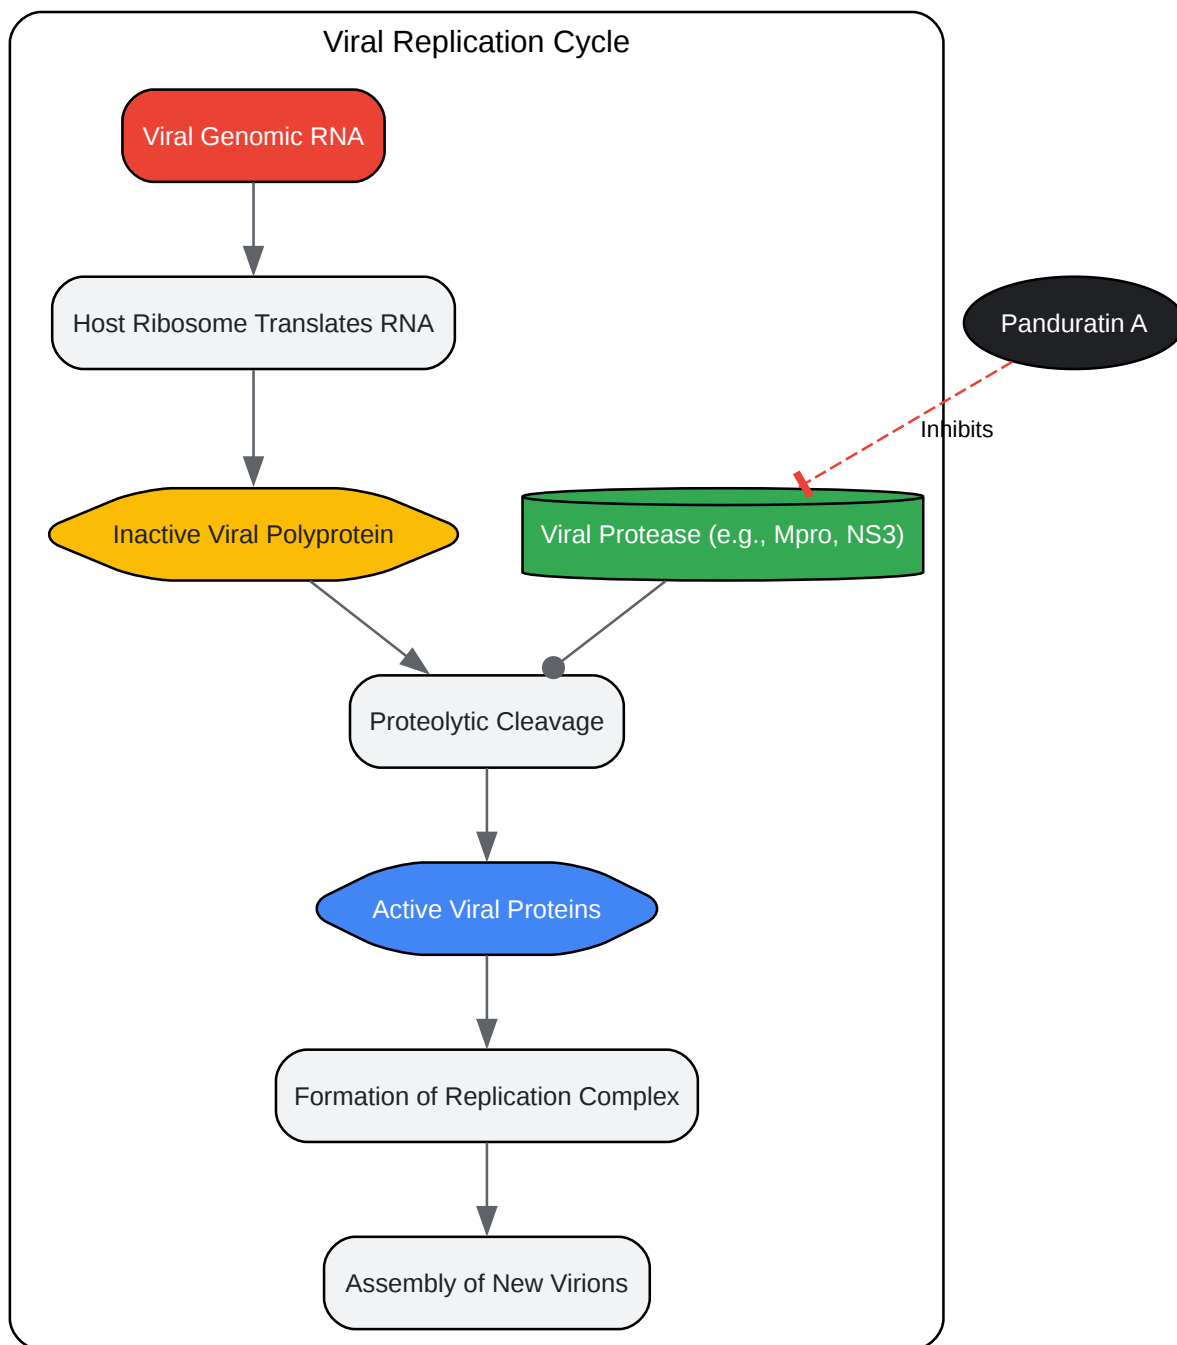 Viral Replication Cycle
Viral Genomic RNA
Host Ribosome Translates RNA
Panduratin A
Inhibits
Inactive Viral Polyprotein
Viral Protease (e.g., Mpro, NS3)
Proteolytic Cleavage
Active Viral Proteins
Formation of Replication Complex
Assembly of New Virions